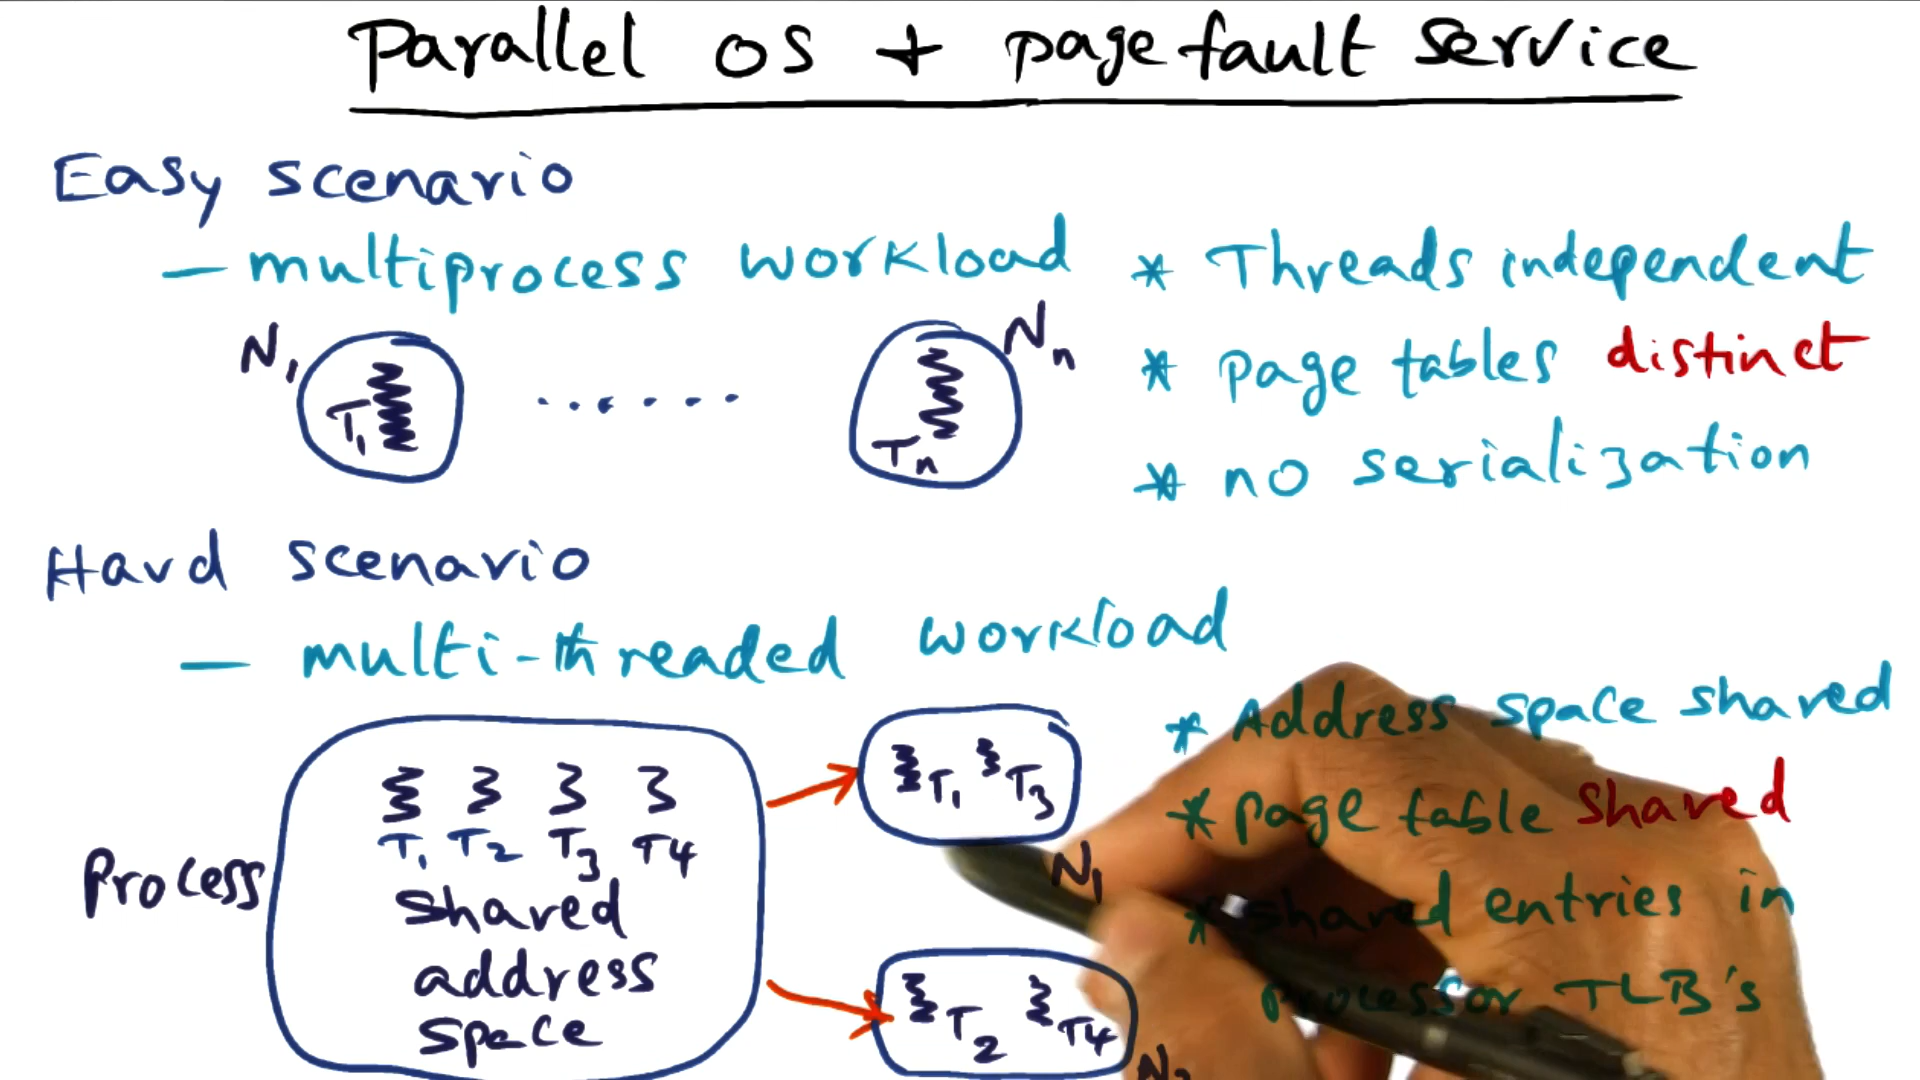 Parallel OS + page fault service
Easy scenario
- multiprocess workload
N1 T1 ....... Tn Nn
* Threads independent
* page tables distinct
* no serialization
Hard scenario
- multi-threaded workload
Process
T1 T2 T3 T4
shared
address
space
T1 T3
N1
T2 T4
* Address space shared
* page table shared
* shared entries in
processor TLB's